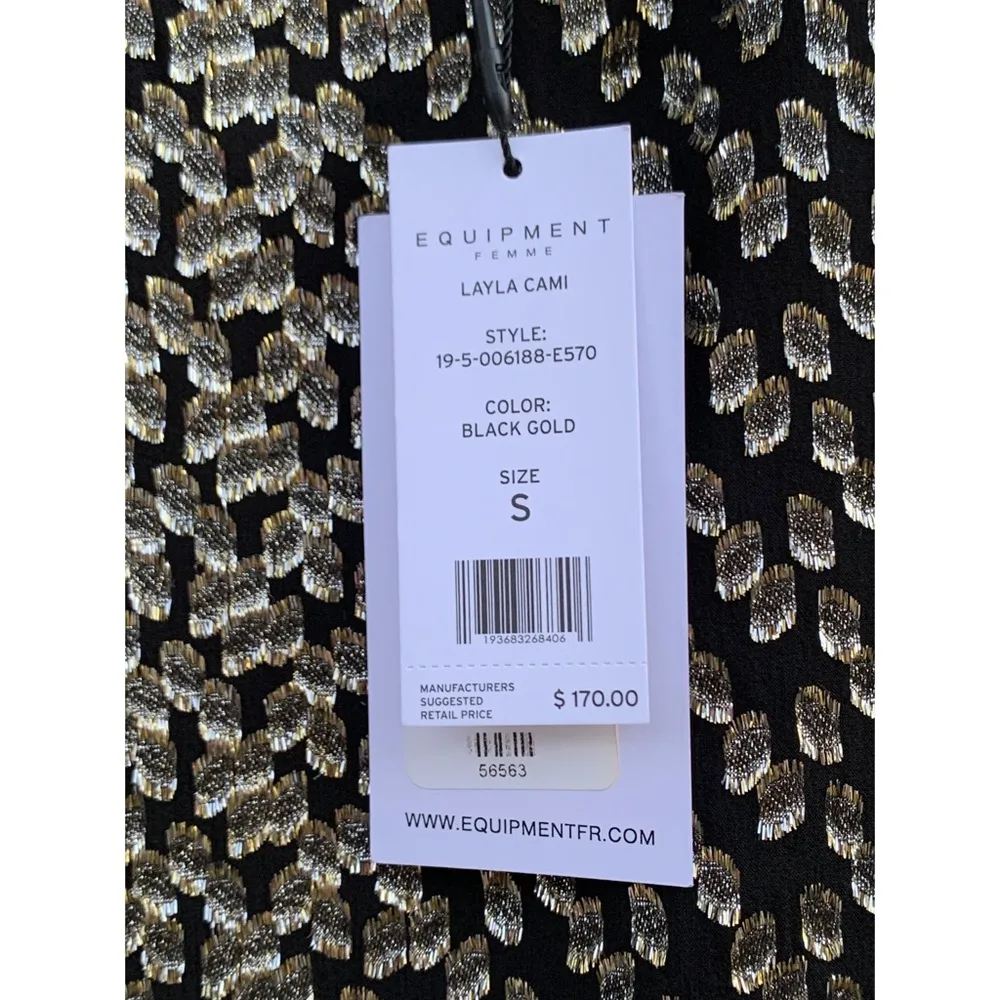 EQUIPMENT
FEMME
LAYLA CAMI
STYLE:
19-5-006188-E570
COLOR:
BLACK GOLD
SIZE
S
193683268406
MANUFACTURERS
SUGGESTED
RETAIL PRICE
$ 170.00
56563
WWW.EQUIPMENTFR.COM